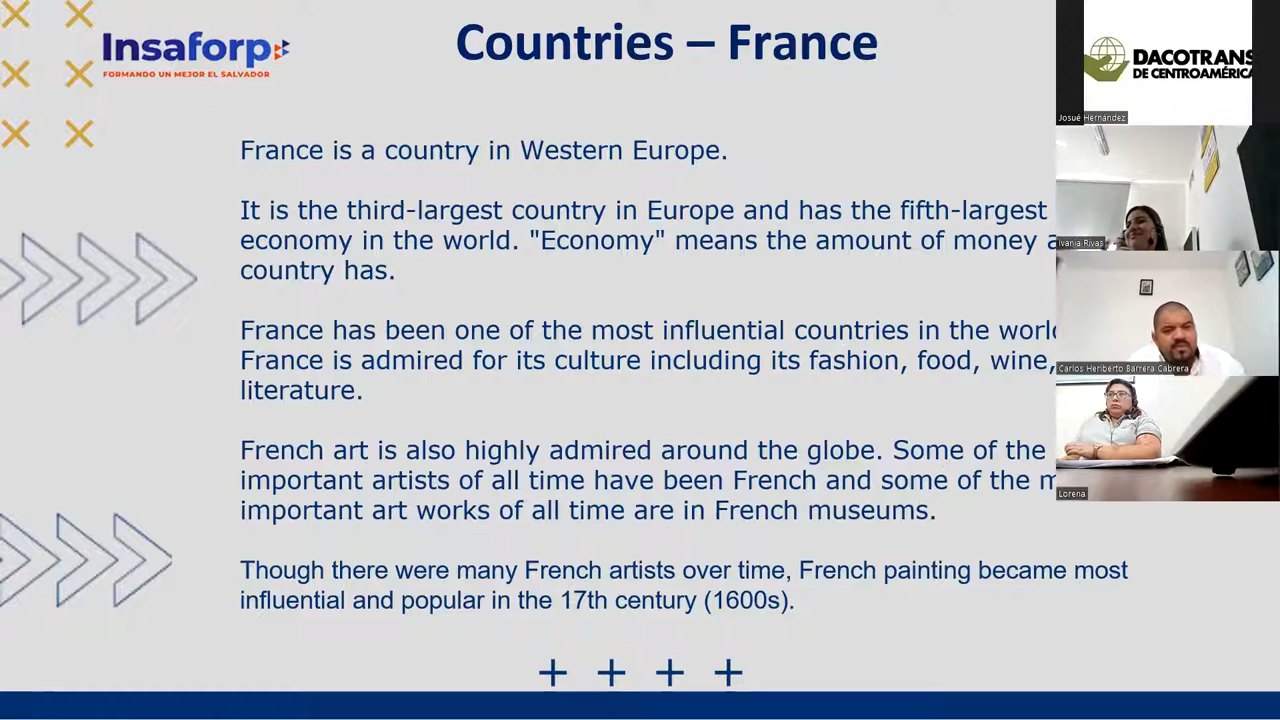 Insaforp
FORMANDO UN MEJOR EL SALVADOR
Countries – France
France is a country in Western Europe.
It is the third-largest country in Europe and has the fifth-largest
economy in the world. "Economy" means the amount of money a
country has.
France has been one of the most influential countries in the world
France is admired for its culture including its fashion, food, wine,
literature.
French art is also highly admired around the globe. Some of the
important artists of all time have been French and some of the m
important art works of all time are in French museums.
Though there were many French artists over time, French painting became most
influential and popular in the 17th century (1600s).
DACOTRANS
DE CENTROAMÉRICA
Josué Hernández
Ivania Rivas
Carlos Heriberto Barrera Cabrera
Lorena